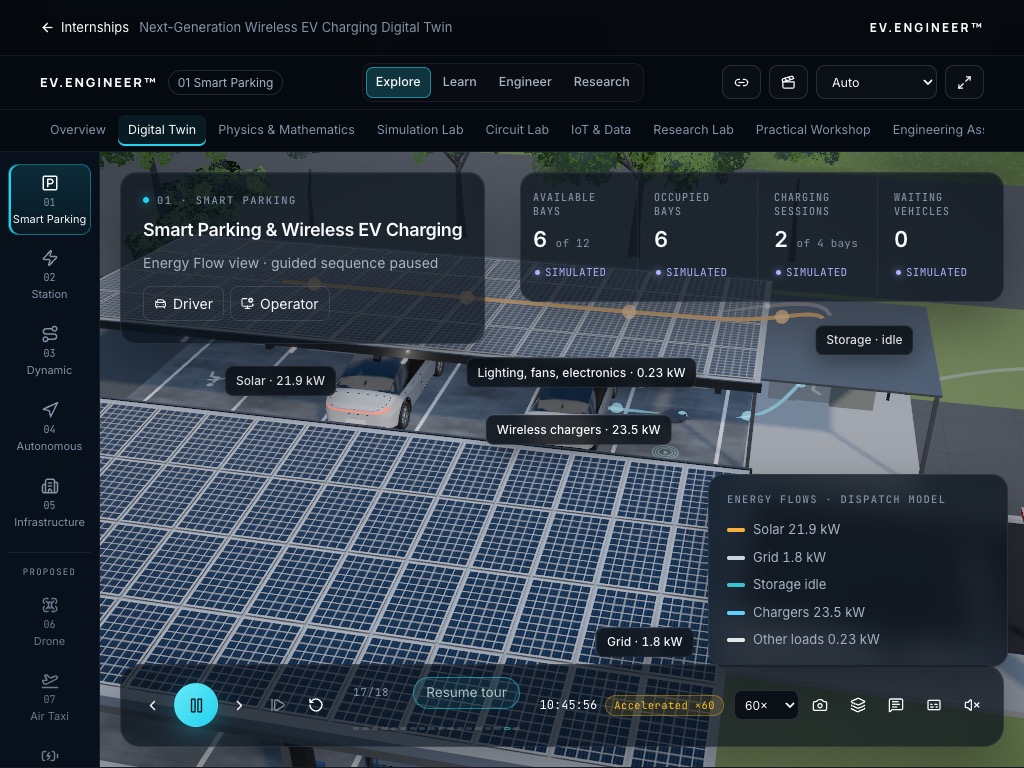 Internships Next-Generation Wireless EV Charging Digital Twin EV.ENGINEER™
EV.ENGINEER™ 01 Smart Parking Explore Learn Engineer Research Auto
Overview Digital Twin Physics & Mathematics Simulation Lab Circuit Lab IoT & Data Research Lab Practical Workshop Engineering As
01
Smart Parking
02
Station
03
Dynamic
04
Autonomous
05
Infrastructure
PROPOSED
06
Drone
07
Air Taxi
01 · SMART PARKING
Smart Parking & Wireless EV Charging
Energy Flow view · guided sequence paused
Driver Operator
AVAILABLE BAYS
6 of 12
SIMULATED
OCCUPIED BAYS
6
SIMULATED
CHARGING SESSIONS
2 of 4 bays
SIMULATED
WAITING VEHICLES
0
SIMULATED
Storage · idle
Solar · 21.9 kW
Lighting, fans, electronics · 0.23 kW
Wireless chargers · 23.5 kW
Grid · 1.8 kW
ENERGY FLOWS · DISPATCH MODEL
Solar 21.9 kW
Grid 1.8 kW
Storage idle
Chargers 23.5 kW
Other loads 0.23 kW
17/18 Resume tour 10:45:56 Accelerated ×60 60×